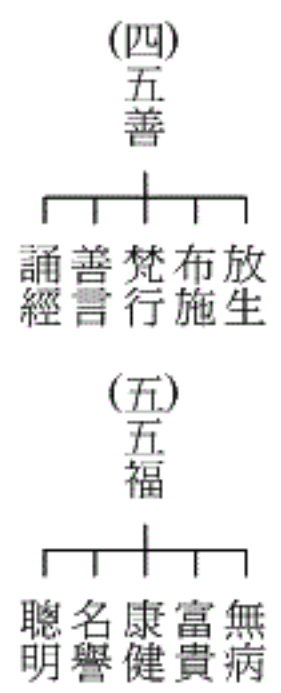 (四)五善
放生
布施
梵行
善言
誦經
(五)五福
無病
富貴
康健
名譽
聰明